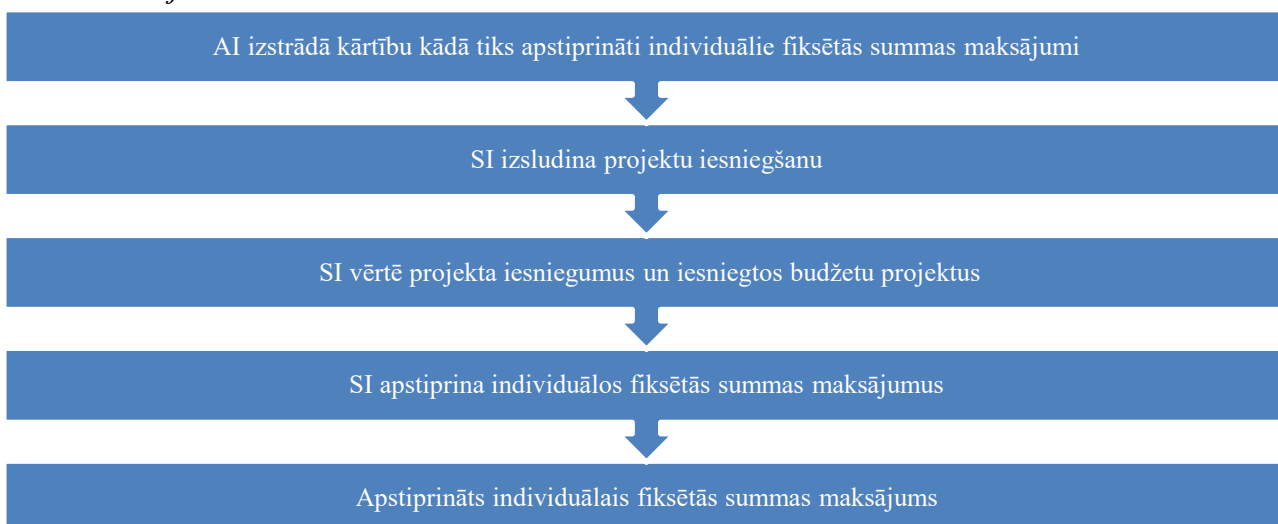 AI izstrādā kārtību kādā tiks apstiprināti individuālie fiksētās summas maksājumi
SI izsludina projektu iesniegšanu
SI vērtē projekta iesniegumus un iesniegtos budžetu projektus
SI apstiprina individuālos fiksētās summas maksājumus
Apstiprināts individuālais fiksētās summas maksājums